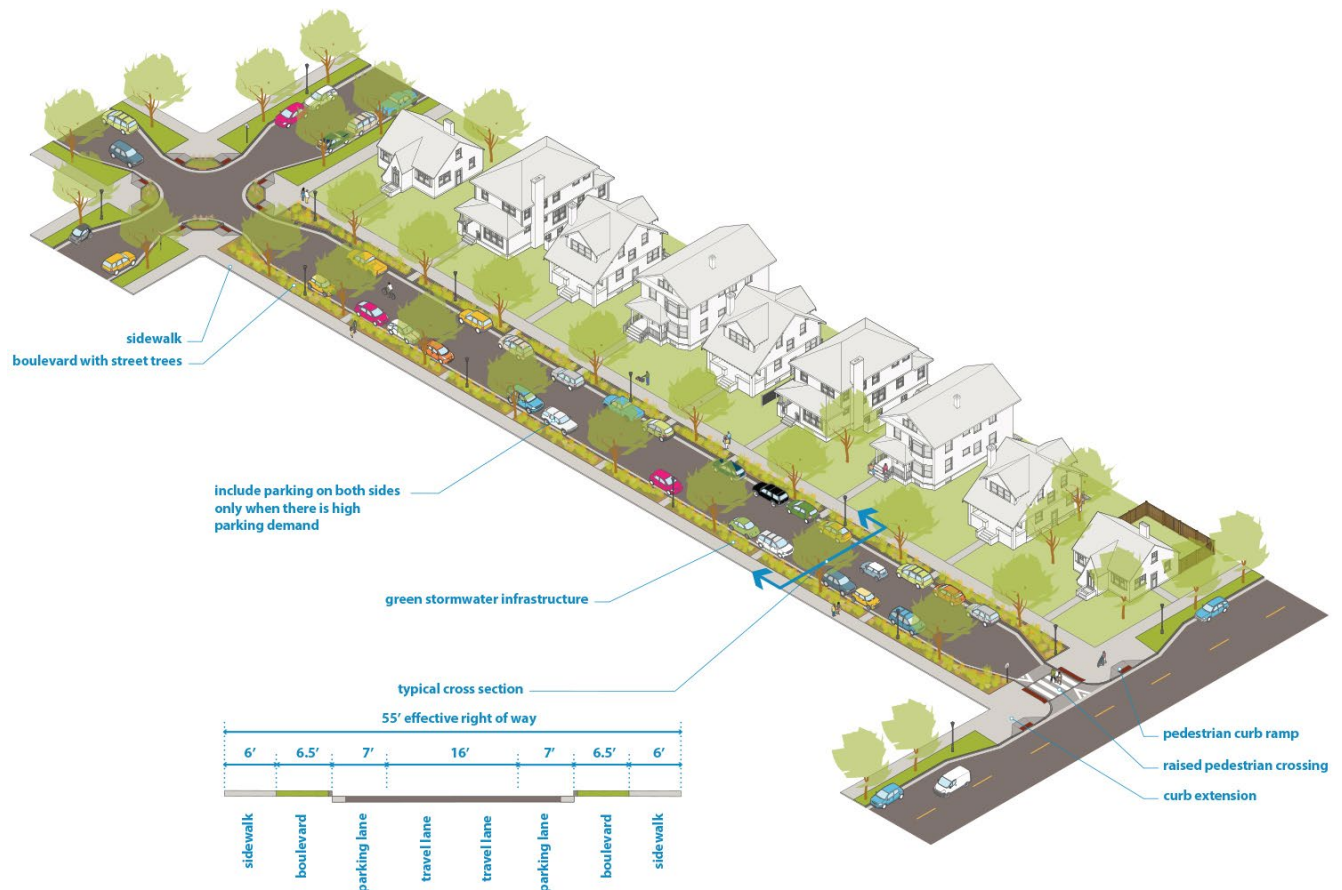 sidewalk
boulevard with street trees
include parking on both sides
only when there is high
parking demand
green stormwater infrastructure
typical cross section
55’ effective right of way
6’ 6.5’ 7’ 16’ 7’ 6.5’ 6’
sidewalk
boulevard
parking lane
travel lane
travel lane
parking lane
boulevard
sidewalk
pedestrian curb ramp
raised pedestrian crossing
curb extension